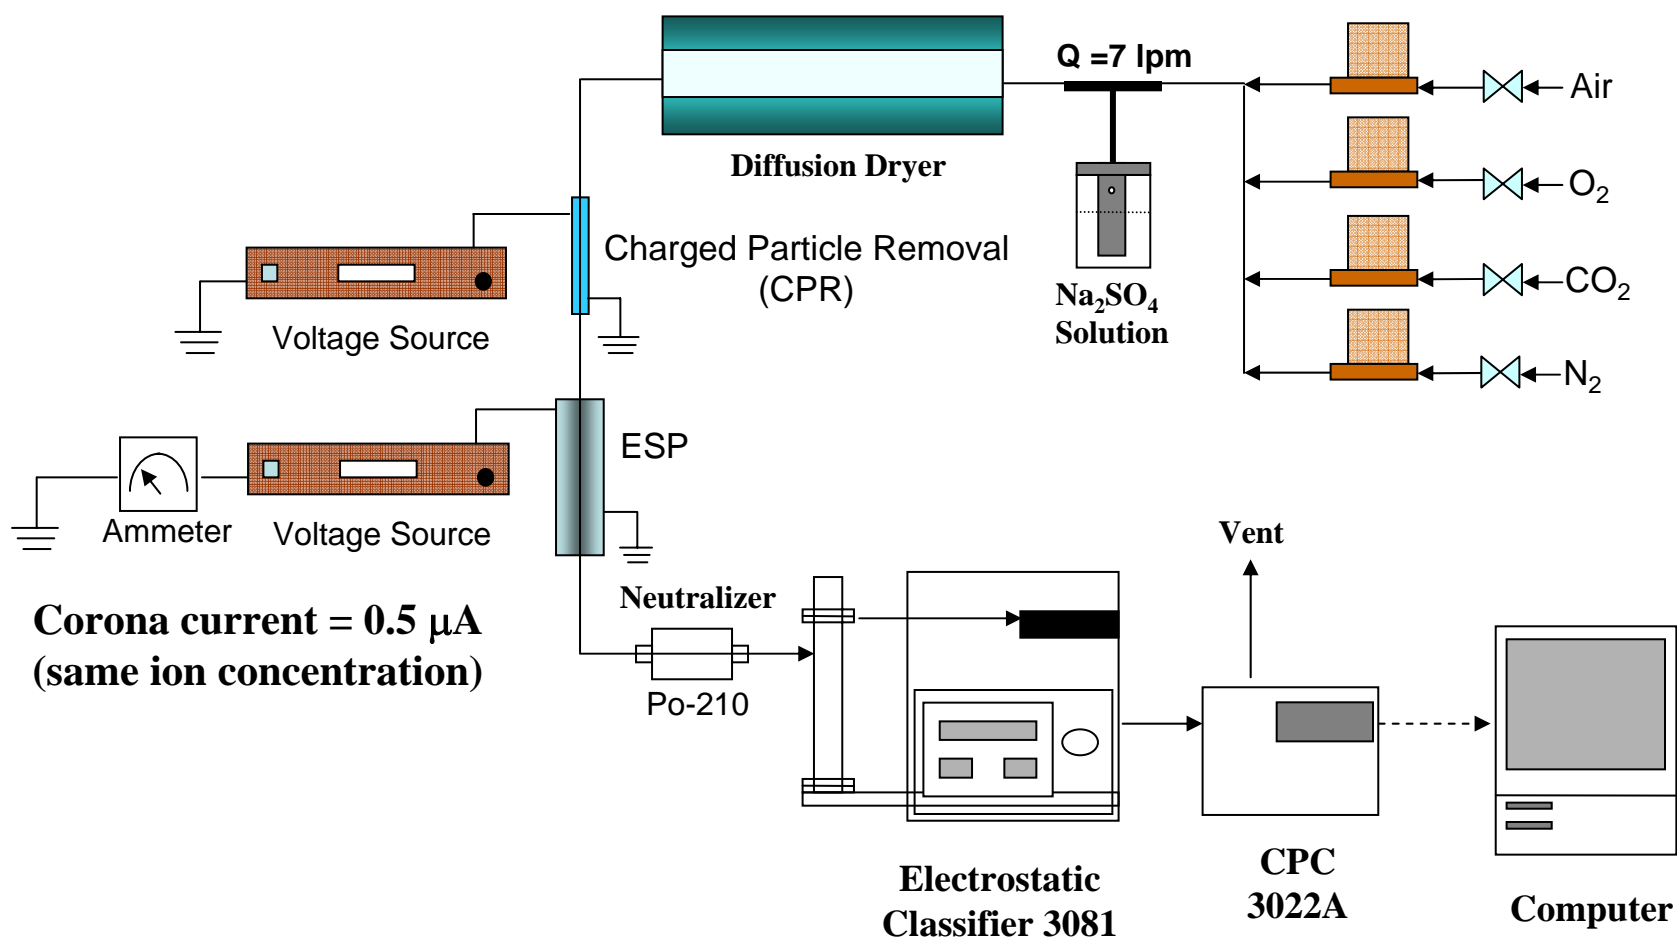 Q =7 lpm
Air
Diffusion Dryer
O₂
Charged Particle Removal
(CPR)
CO₂
Na₂SO₄
Solution
Voltage Source
N₂
ESP
Ammeter
Voltage Source
Vent
Corona current = 0.5 μA
(same ion concentration)
Neutralizer
Po-210
Electrostatic
Classifier 3081
CPC
3022A
Computer